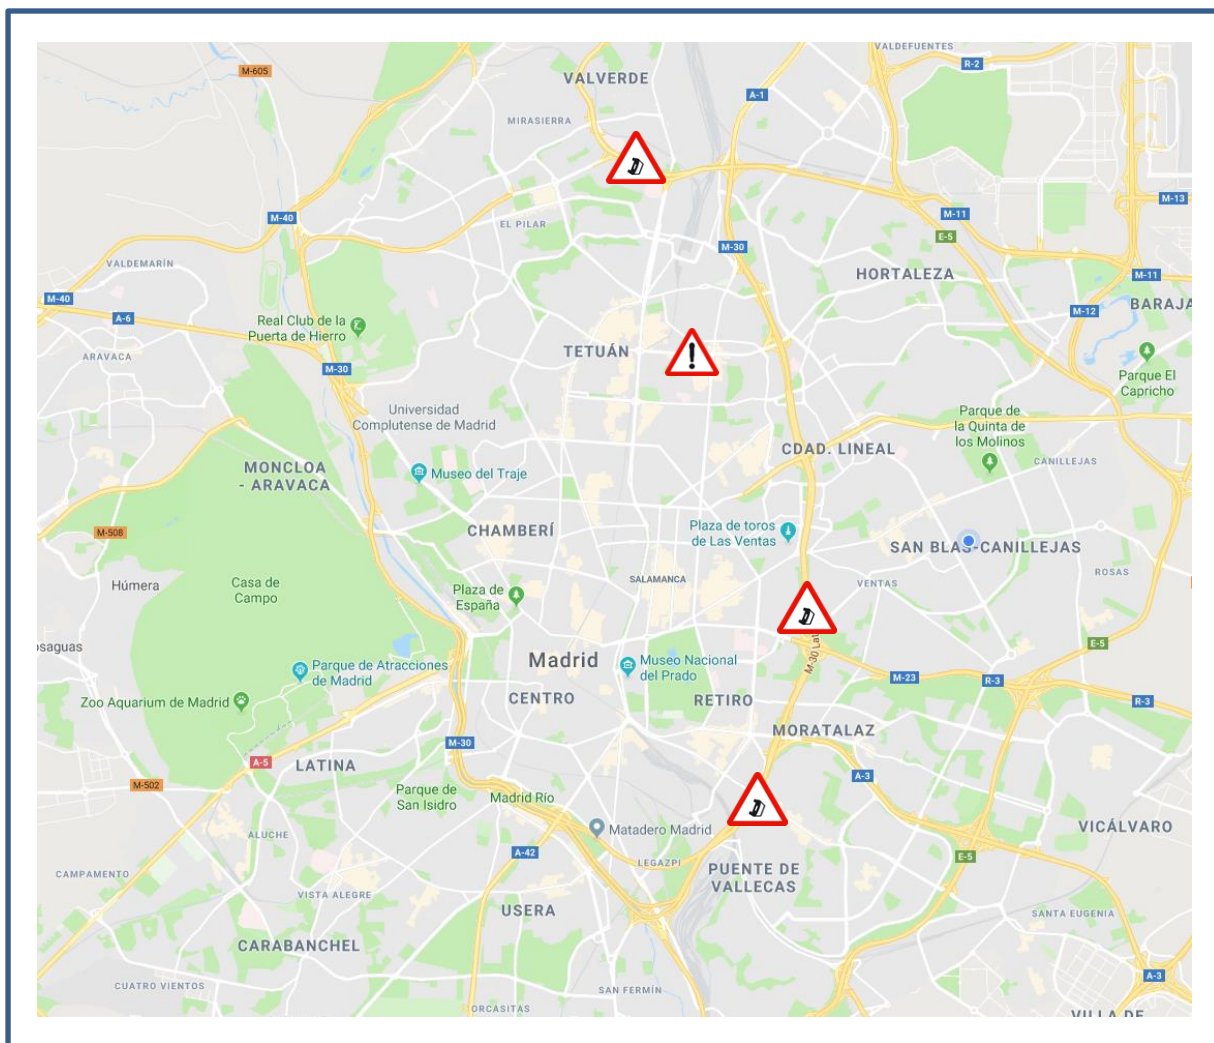 VALDEFUENTES
M-605
R-2
VALVERDE
A-1
MIRASIERRA
M-13
M-40
EL PILAR
M-11
E-5
M-30
VALDEMARÍN
HORTALEZA
M-11
M-40
BARAJA
A-6
Real Club de la
Puerta de Hierro
M-12
ARAVACA
TETUÁN
!
M-30
Parque El
Capricho
Universidad
Complutense de Madrid
Parque de
la Quinta de
los Molinos
CDAD. LINEAL
CANILLEJAS
MONCLOA
- ARAVACA
Museo del Traje
M-508
CHAMBERÍ
Plaza de toros
de Las Ventas
SAN BLAS-CANILLEJAS
Húmera
Casa de
Campo
SALAMANCA
VENTAS
ROSAS
Plaza de
España
osaguas
E-5
M-30 Lat
Madrid
Parque de Atracciones
de Madrid
Museo Nacional
del Prado
M-23
R-3
Zoo Aquarium de Madrid
CENTRO
RETIRO
R-3
MORATALAZ
M-30
A-5
LATINA
A-3
M-502
Parque de
San Isidro
Madrid Río
Matadero Madrid
VICÁLVARO
ALUCHE
A-42
LEGAZPI
E-5
CAMPAMENTO
PUENTE DE
VALLECAS
VISTA ALEGRE
USERA
SANTA EUGENIA
CARABANCHEL
A-3
CUATRO VIENTOS
SAN FERMÍN
ORCASITAS
VILLA DE